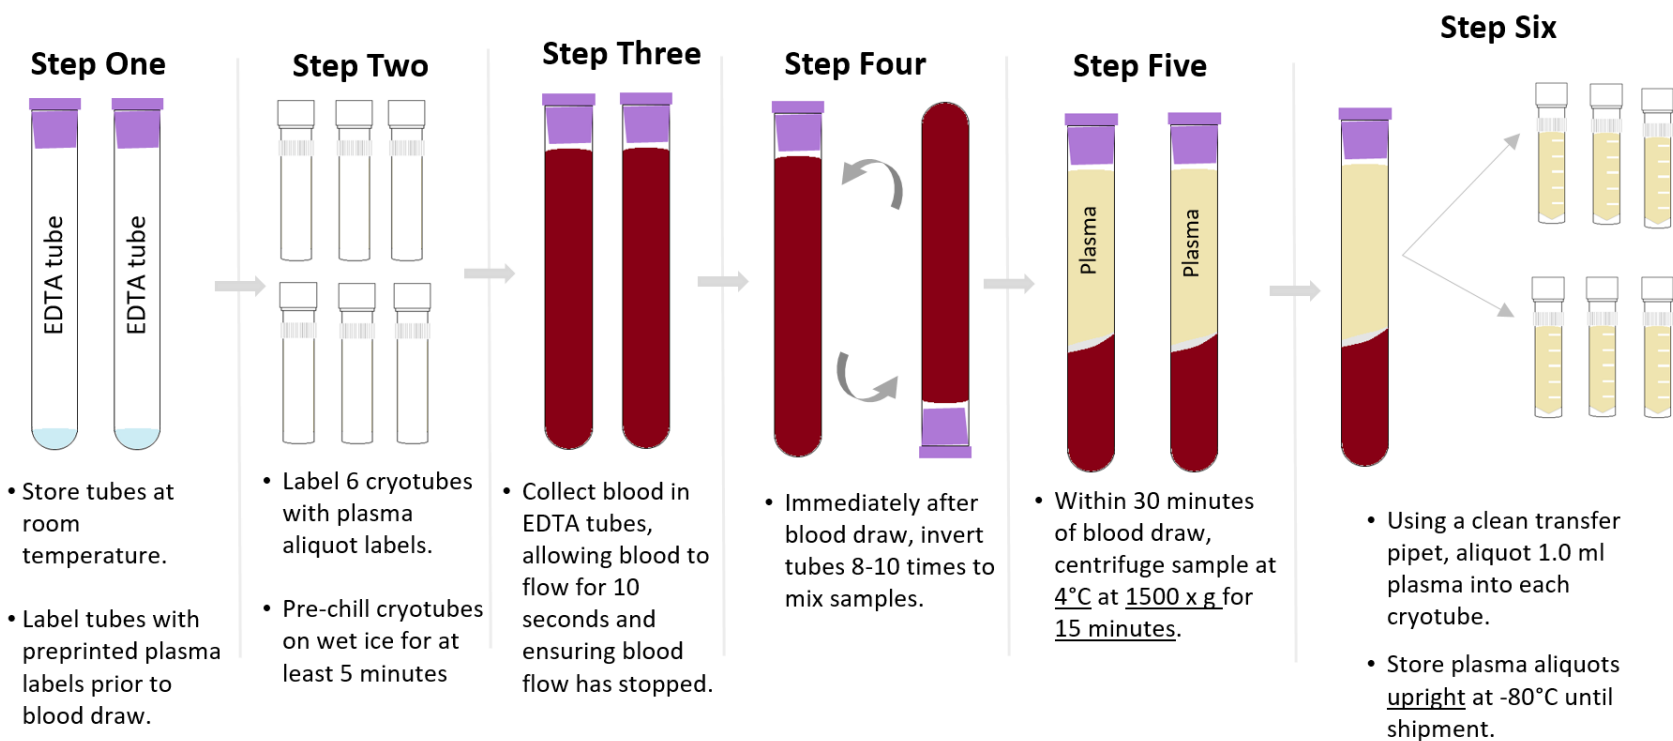 Step One
EDTA tube
EDTA tube
• Store tubes at
room
temperature.
• Label tubes with
preprinted plasma
labels prior to
blood draw.
Step Two
• Label 6 cryotubes
with plasma
aliquot labels.
• Pre-chill cryotubes
on wet ice for at
least 5 minutes
Step Three
• Collect blood in
EDTA tubes,
allowing blood to
flow for 10
seconds and
ensuring blood
flow has stopped.
Step Four
• Immediately after
blood draw, invert
tubes 8-10 times to
mix samples.
Step Five
Plasma
Plasma
• Within 30 minutes
of blood draw,
centrifuge sample at
4°C at 1500 x g for
15 minutes.
Step Six
• Using a clean transfer
pipet, aliquot 1.0 ml
plasma into each
cryotube.
• Store plasma aliquots
upright at -80°C until
shipment.